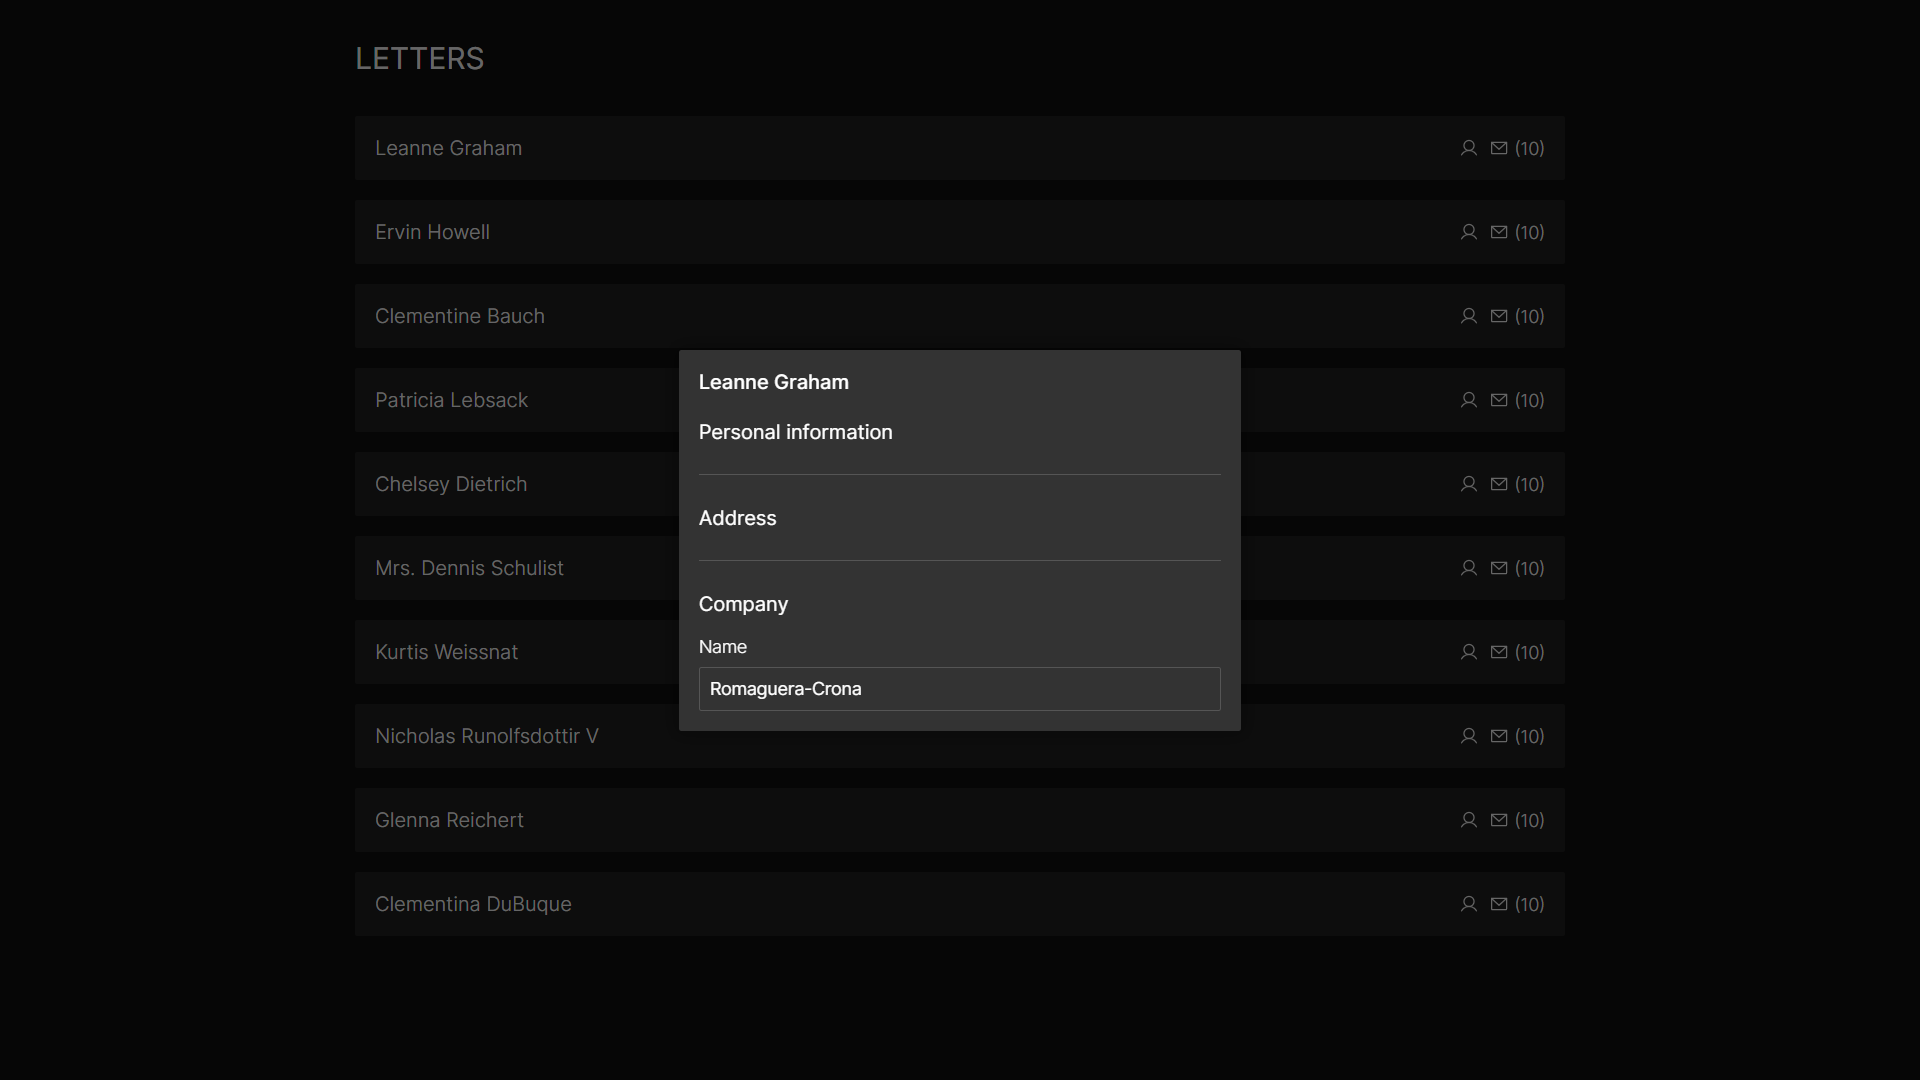 LETTERS
Leanne Graham (10)
Ervin Howell (10)
Clementine Bauch (10)
Patricia Lebsack (10)
Chelsey Dietrich (10)
Mrs. Dennis Schulist (10)
Kurtis Weissnat (10)
Nicholas Runolfsdottir V (10)
Glenna Reichert (10)
Clementina DuBuque (10)
Leanne Graham
Personal information
Address
Company
Name
Romaguera-Crona